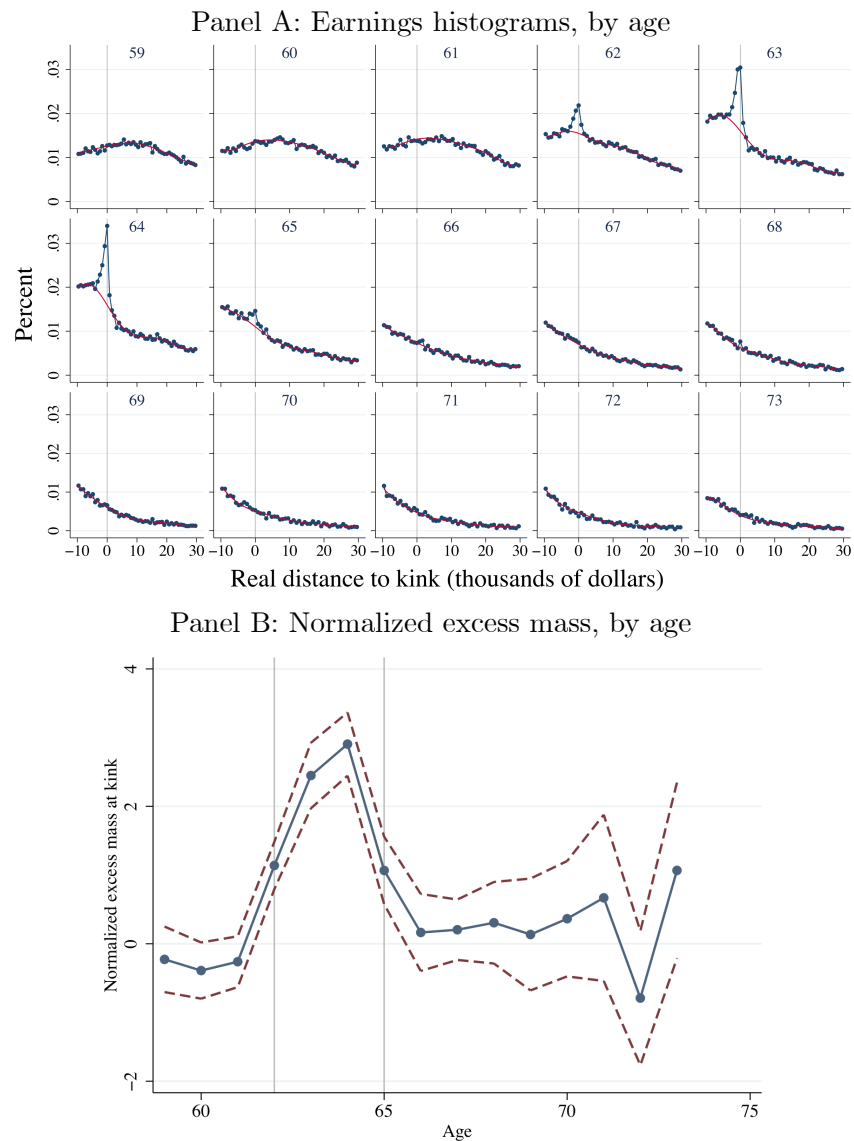 Panel A: Earnings histograms, by age
59 60 61 62 63
.03
.02
.01
0
64 65 66 67 68
.03
.02
.01
0
Percent
69 70 71 72 73
.03
.02
.01
0
−10 0 10 20 30 −10 0 10 20 30 −10 0 10 20 30 −10 0 10 20 30 −10 0 10 20 30
Real distance to kink (thousands of dollars)
Panel B: Normalized excess mass, by age
4
2
0
−2
Normalized excess mass at kink
60 65 70 75
Age